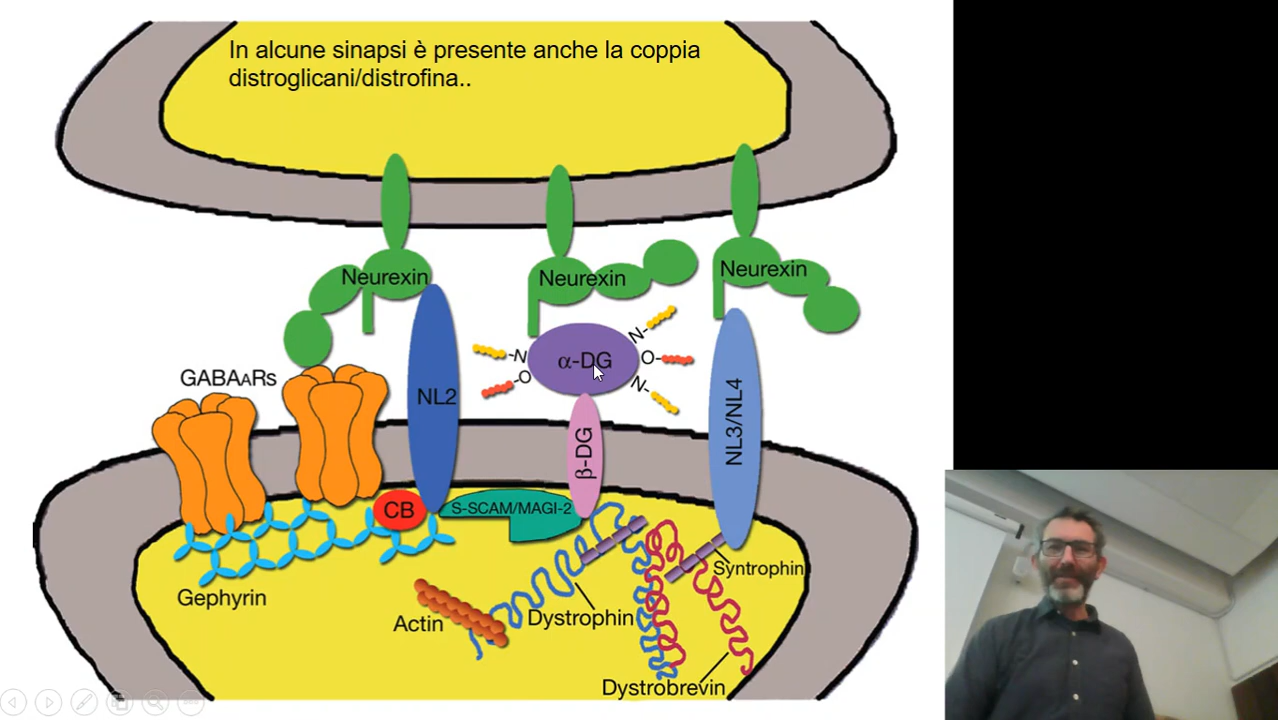 In alcune sinapsi è presente anche la coppia
distroglicani/distrofina..
Neurexin
Neurexin
Neurexin
GABAARs
NL2
-N
-O
α-DG
N-
O-
N-
β-DG
NL3/NL4
CB
S-SCAM/MAGI-2
Gephyrin
Actin
Dystrophin
Syntrophin
Dystrobrevin